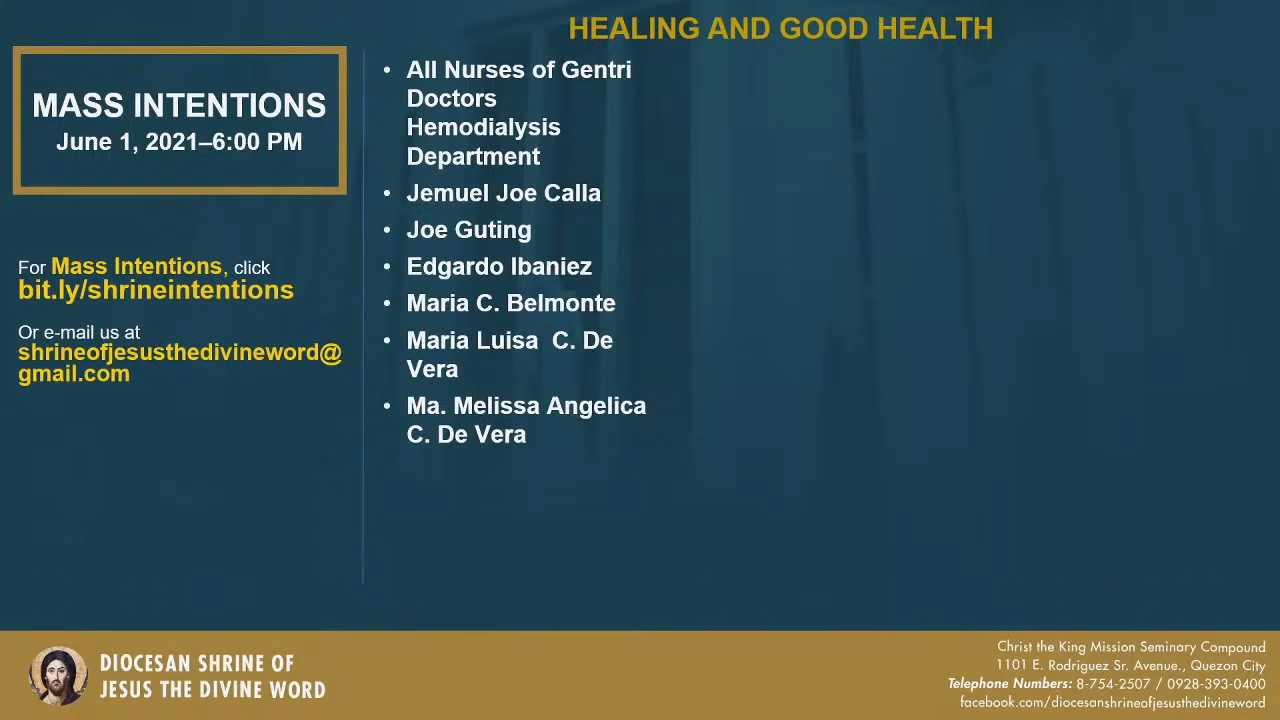 HEALING AND GOOD HEALTH
MASS INTENTIONS
June 1, 2021–6:00 PM
For Mass Intentions, click
bit.ly/shrineintentions
Or e-mail us at
shrineofjesusthedivineword@
gmail.com
• All Nurses of Gentri
Doctors
Hemodialysis
Department
• Jemuel Joe Calla
• Joe Guting
• Edgardo Ibaniez
• Maria C. Belmonte
• Maria Luisa  C. De
Vera
• Ma. Melissa Angelica
C. De Vera
DIOCESAN SHRINE OF
JESUS THE DIVINE WORD
Christ the King Mission Seminary Compound
1101 E. Rodriguez Sr. Avenue., Quezon City
Telephone Numbers: 8-754-2507 / 0928-393-0400
facebook.com/diocesanshrineofjesusthedivineword